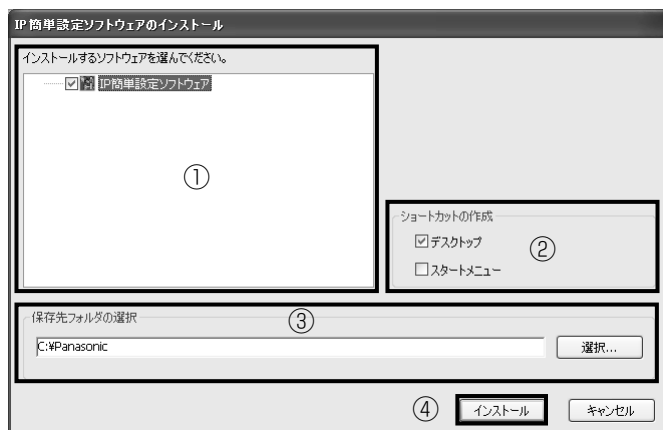 IP簡単設定ソフトウェアのインストール
インストールするソフトウェアを選んでください。
IP簡単設定ソフトウェア
①
ショートカットの作成
デスクトップ
②
スタートメニュー
保存先フォルダの選択
③
C:¥Panasonic
選択...
④
インストール
キャンセル